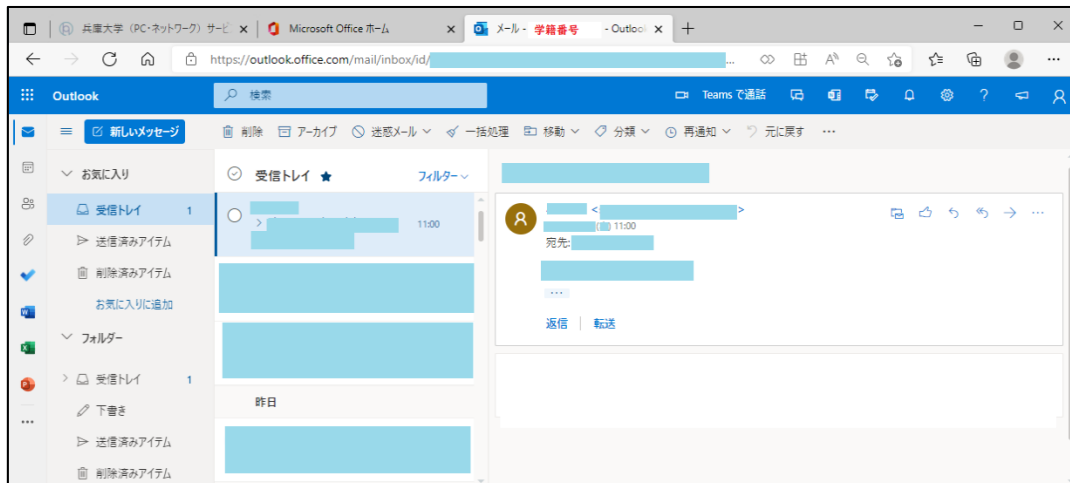 兵庫大学 (PC・ネットワーク) サービ
Microsoft Office ホーム
メール - 学籍番号 - Outlook
https://outlook.office.com/mail/inbox/id/ ...
Outlook
検索
Teams で通話
新しいメッセージ
削除 アーカイブ 迷惑メール 一括処理 移動 分類 再通知 元に戻す ...
お気に入り
受信トレイ 1
送信済みアイテム
削除済みアイテム
お気に入りに追加
フォルダー
受信トレイ 1
下書き
送信済みアイテム
削除済みアイテム
受信トレイ ★ フィルター
11:00
昨日
A < >
11:00
宛先:
...
返信 | 転送